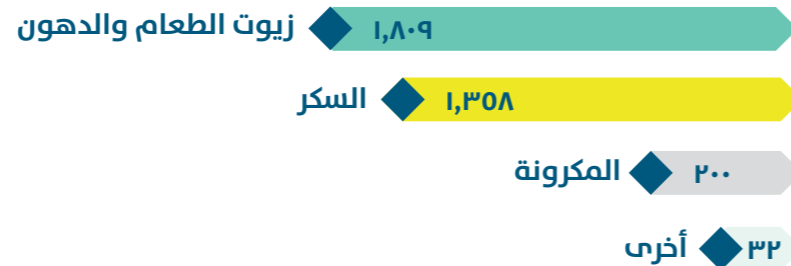 زيوت الطعام والدهون ١,٨٠٩
السكر ١,٣٥٨
المكرونة ٢٠٠
أخرى ٣٢